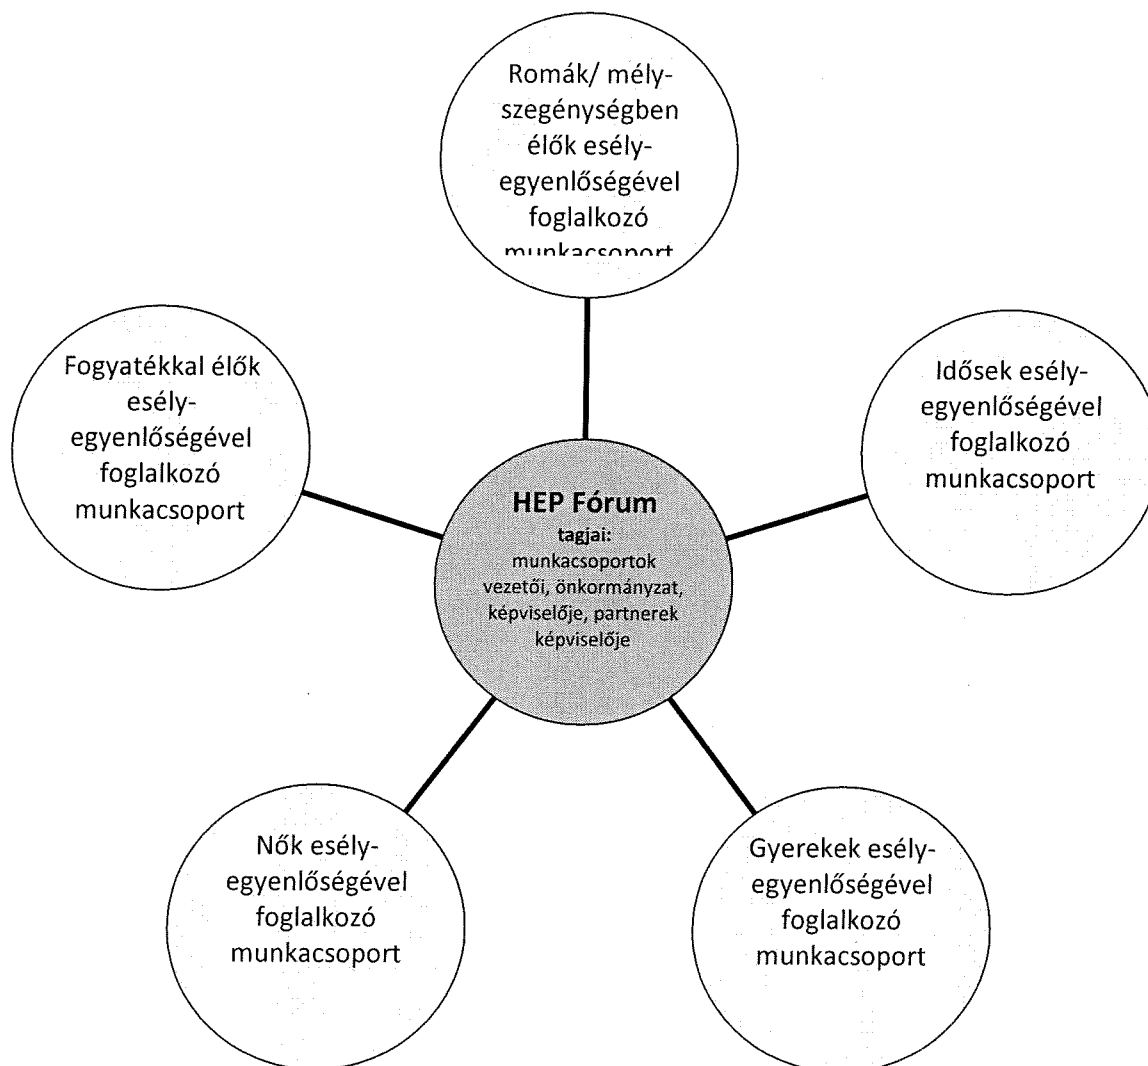 Romák/ mély-
szegénységben
élők esély-
egyenlőségével
foglalkozó
munkacsoport
Fogyatékkal élők
esély-
egyenlőségével
foglalkozó
munkacsoport
Idősek esély-
egyenlőségével
foglalkozó
munkacsoport
HEP Fórum
tagjai:
munkacsoportok
vezetői, önkormányzat,
képviselője, partnerek
képviselője
Nők esély-
egyenlőségével
foglalkozó
munkacsoport
Gyerekek esély-
egyenlőségével
foglalkozó
munkacsoport